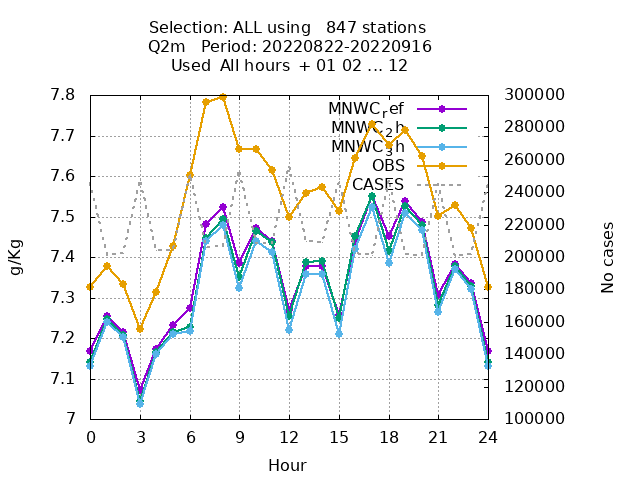 Selection: ALL using   847 stations
Q2m   Period: 20220822-20220916
Used  All hours  + 01 02 ... 12
7.8
7.7
7.6
7.5
7.4
7.3
7.2
7.1
7
300000
280000
260000
240000
220000
200000
180000
160000
140000
120000
100000
MNWC_ref
MNWC_2h
MNWC_3h
OBS
CASES
g/Kg
No cases
0 3 6 9 12 15 18 21 24
Hour